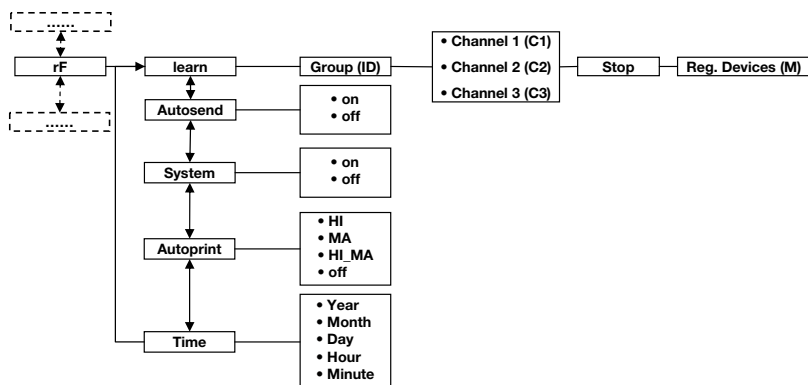 ......
rF
......
learn
Group (ID)
• Channel 1 (C1)
• Channel 2 (C2)
• Channel 3 (C3)
Stop
Reg. Devices (M)
Autosend
• on
• off
System
• on
• off
Autoprint
• HI
• MA
• HI_MA
• off
Time
• Year
• Month
• Day
• Hour
• Minute